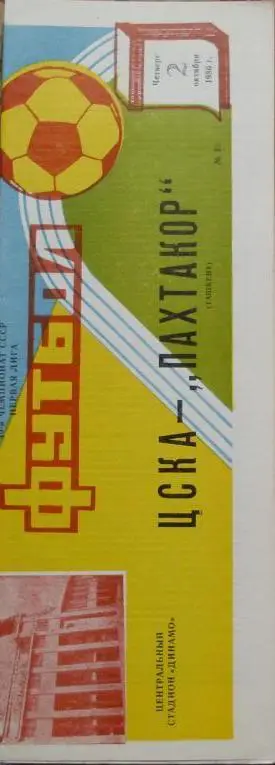 ФУТБОЛ
ЧЕМПИОНАТ СССР
ПЕРВАЯ ЛИГА
Четверг
2
октября
1986 г.
ЦСКА — „ПАХТАКОР“
(ТАШКЕНТ)
ЦЕНТРАЛЬНЫЙ
СТАДИОН «ДИНАМО»